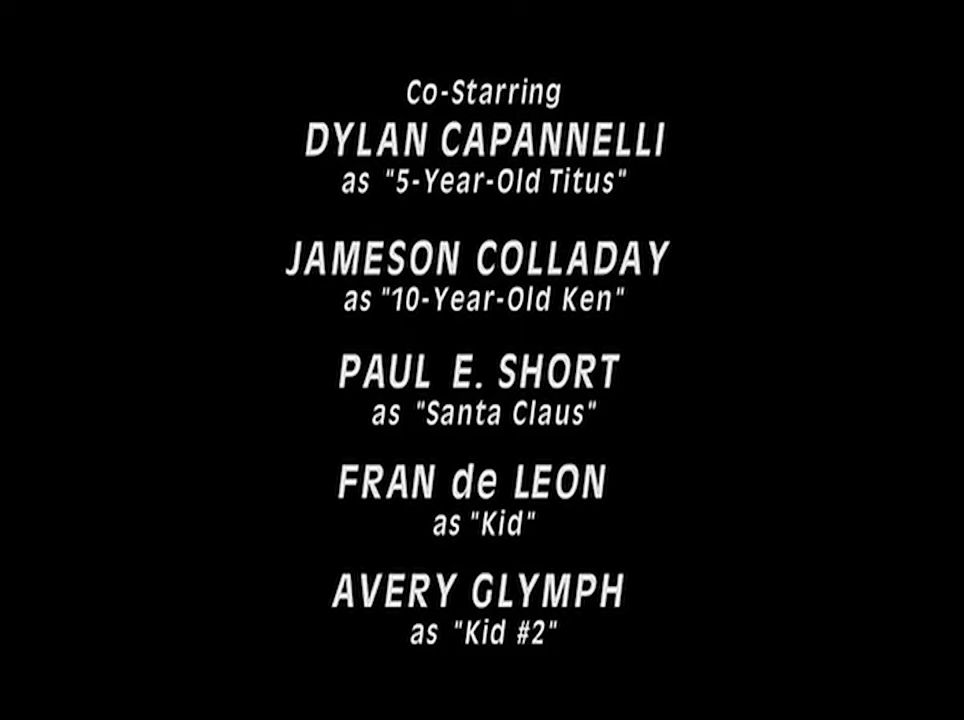 Co-Starring
DYLAN CAPANNELLI
as "5-Year-Old Titus"
JAMESON COLLADAY
as "10-Year-Old Ken"
PAUL E. SHORT
as "Santa Claus"
FRAN de LEON
as "Kid"
AVERY GLYMPH
as "Kid #2"